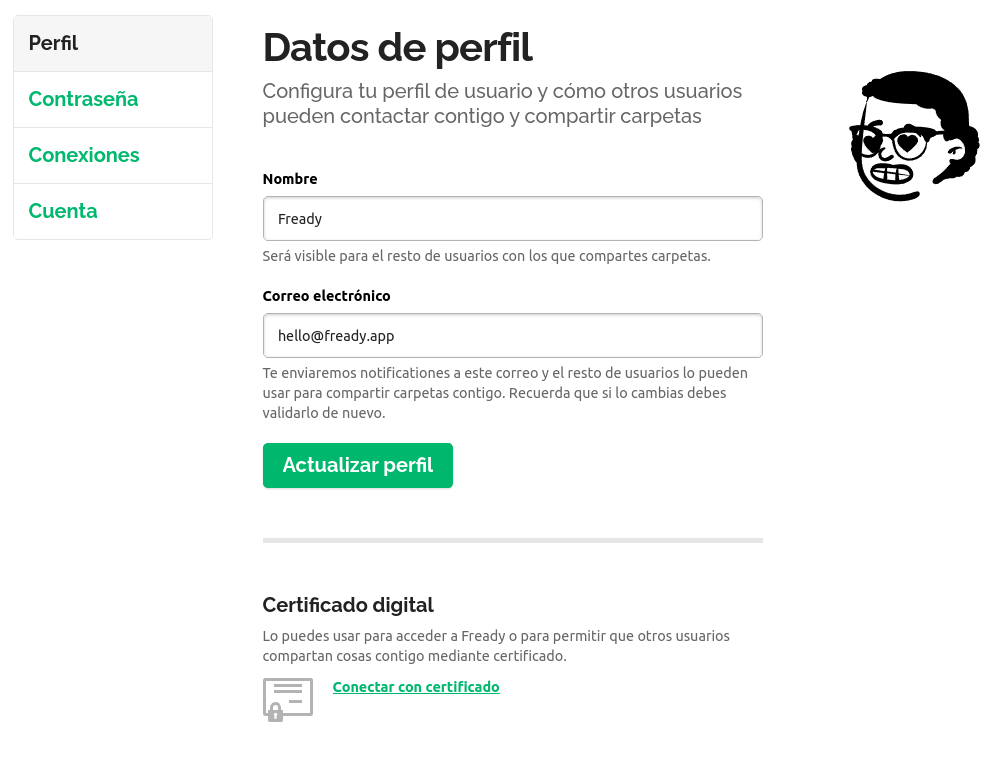 Perfil
Contraseña
Conexiones
Cuenta
Datos de perfil
Configura tu perfil de usuario y cómo otros usuarios
pueden contactar contigo y compartir carpetas
Nombre
Fready
Será visible para el resto de usuarios con los que compartes carpetas.
Correo electrónico
hello@fready.app
Te enviaremos notificationes a este correo y el resto de usuarios lo pueden
usar para compartir carpetas contigo. Recuerda que si lo cambias debes
validarlo de nuevo.
Actualizar perfil
Certificado digital
Lo puedes usar para acceder a Fready o para permitir que otros usuarios
compartan cosas contigo mediante certificado.
Conectar con certificado